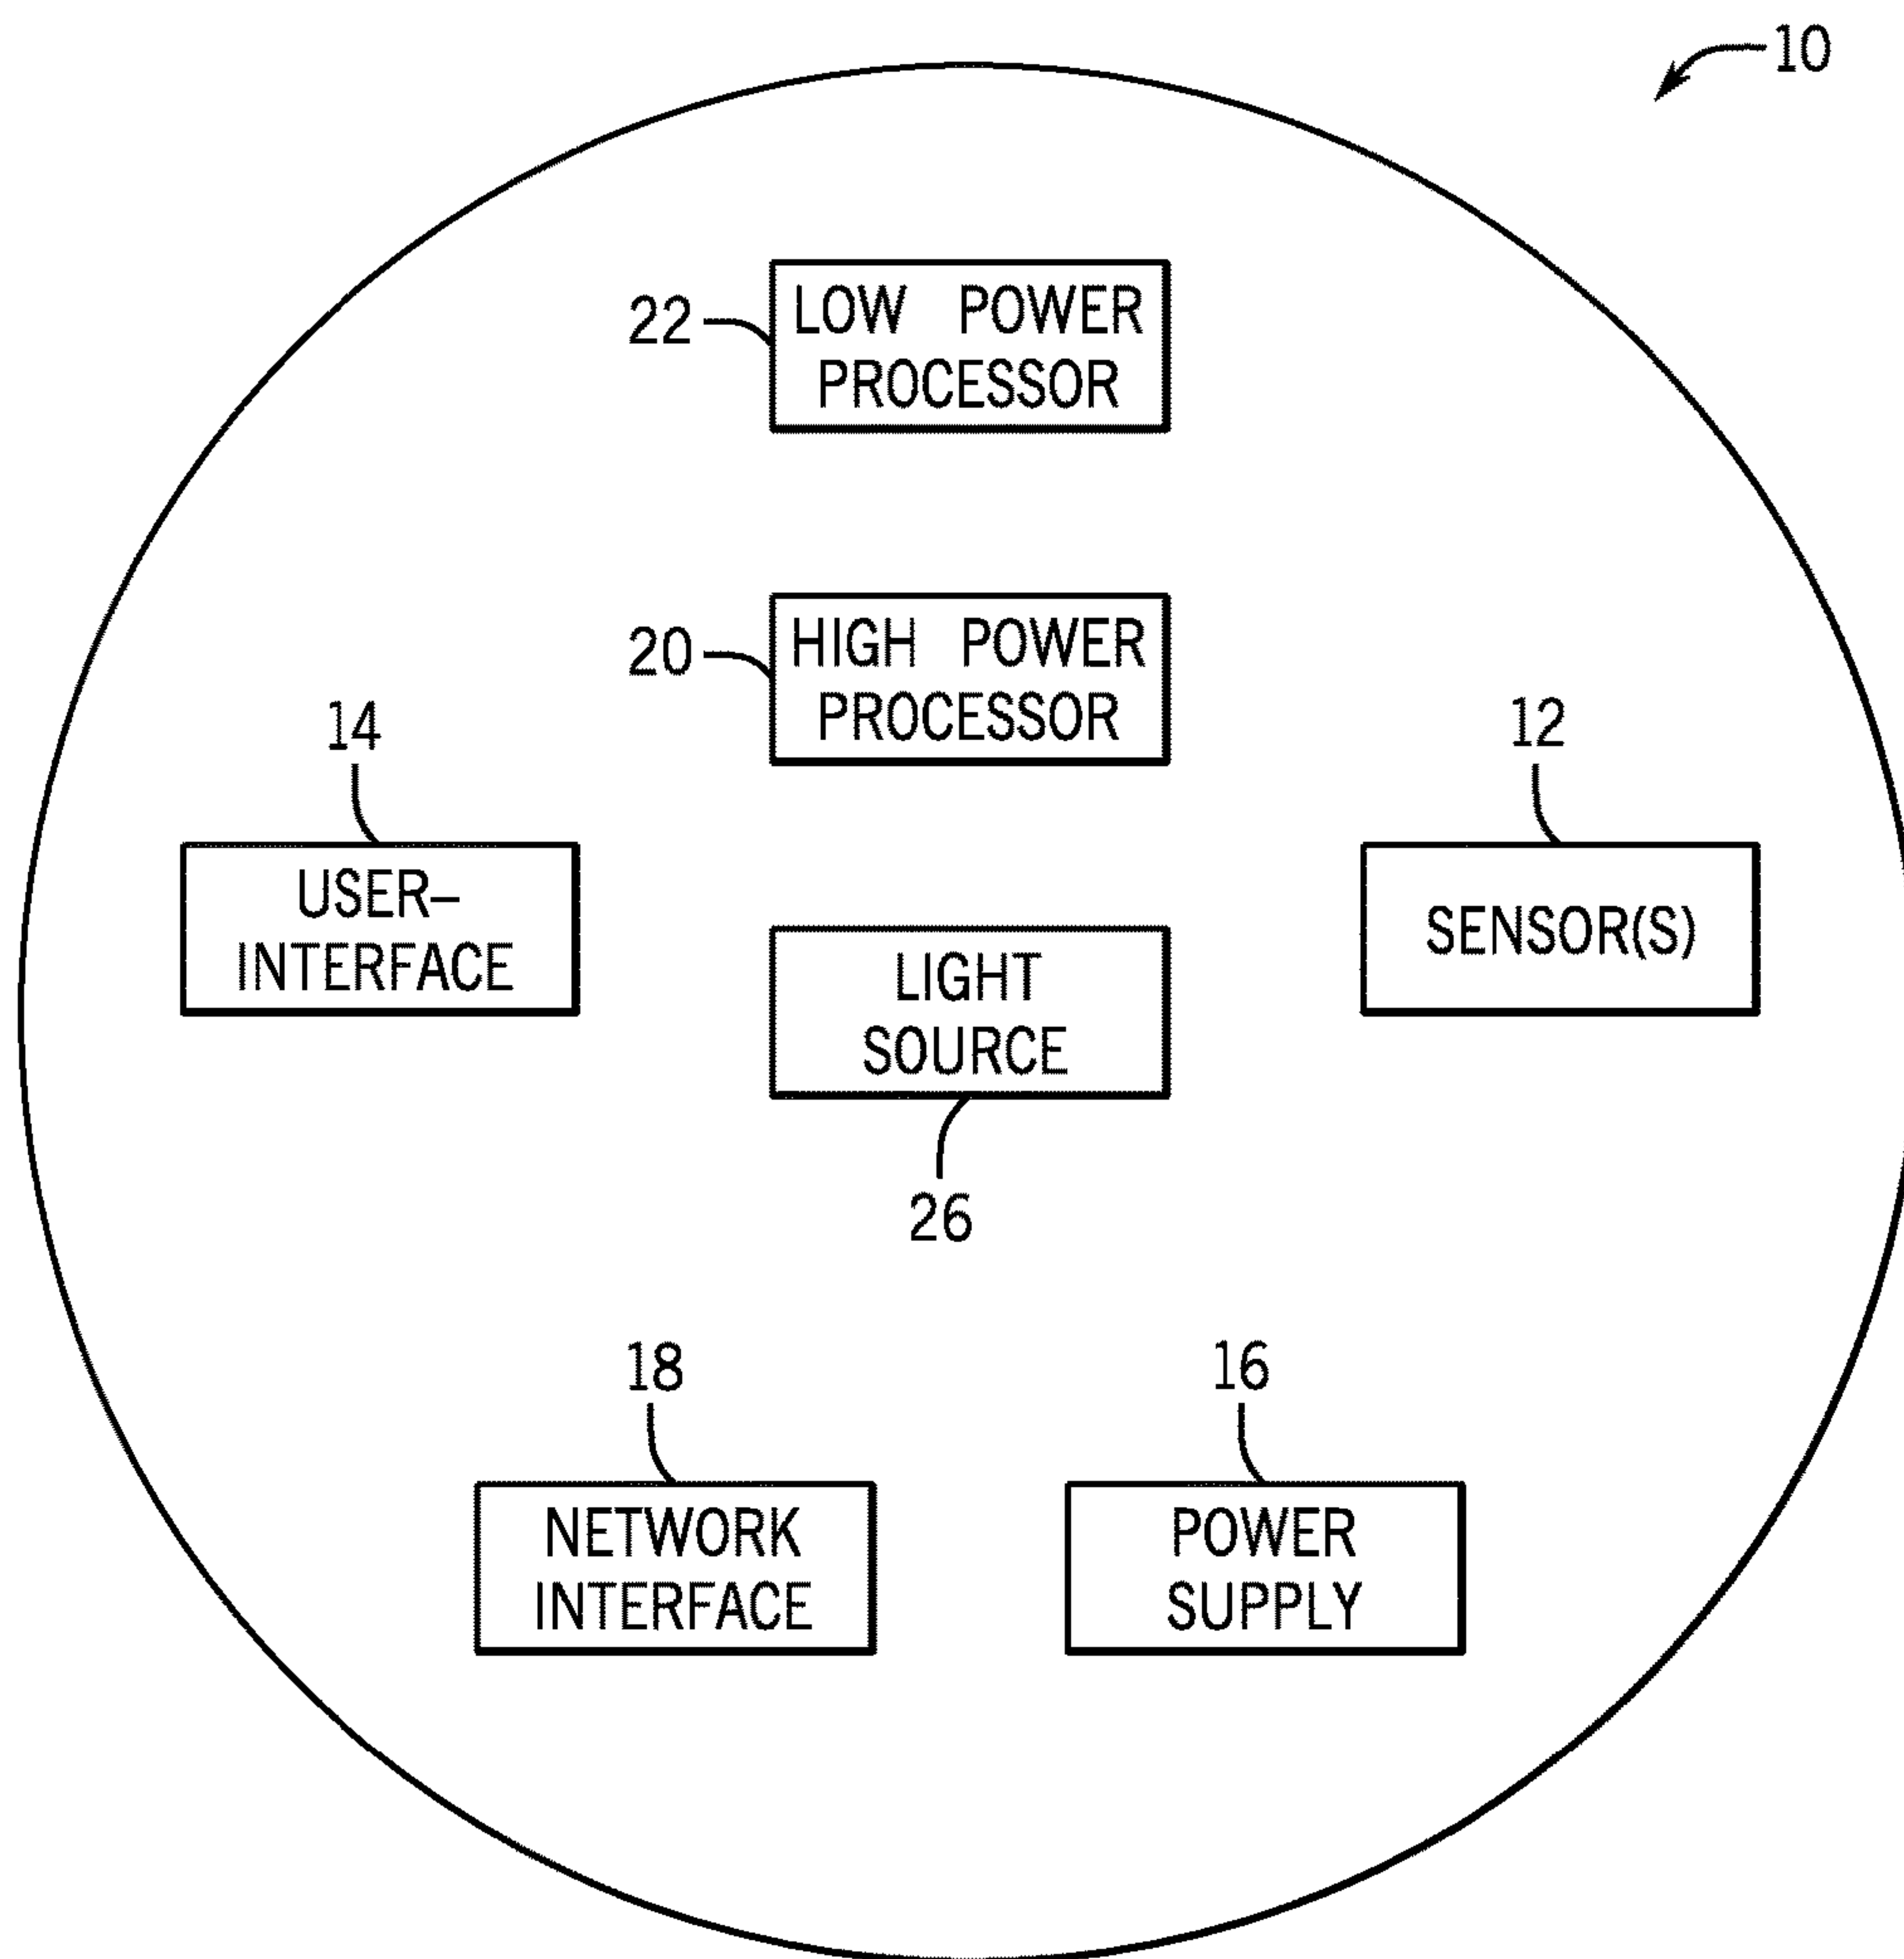 10
22
LOW POWER
PROCESSOR
20
HIGH POWER
PROCESSOR
14
USER–
INTERFACE
12
SENSOR(S)
LIGHT
SOURCE
26
18
NETWORK
INTERFACE
16
POWER
SUPPLY